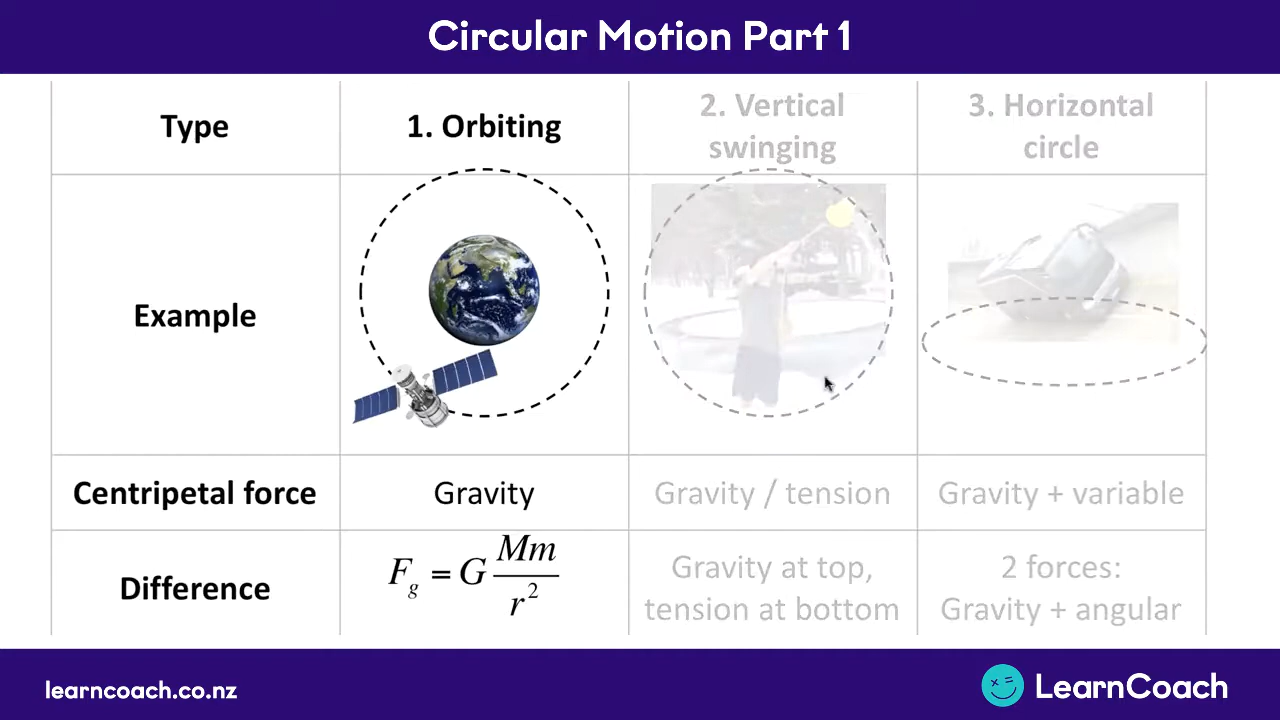 Circular Motion Part 1
Type
1. Orbiting
2. Vertical
swinging
3. Horizontal
circle
Example
Centripetal force
Gravity
Gravity / tension
Gravity + variable
Difference
F_g = G Mm / r^2
Gravity at top,
tension at bottom
2 forces:
Gravity + angular
learncoach.co.nz
LearnCoach